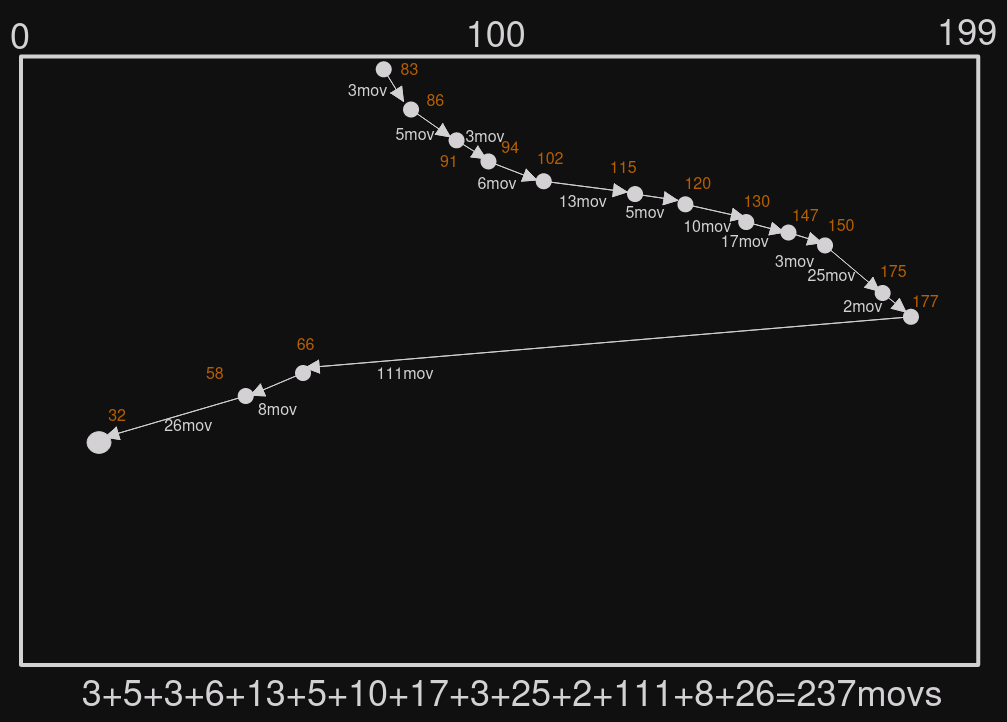 0 100 199
83
3mov
86
5mov 3mov
91 94 102
6mov
115
13mov
120
5mov
130
10mov
147
17mov
150
3mov
25mov
175
2mov
177
66
111mov
58
8mov
32
26mov
3+5+3+6+13+5+10+17+3+25+2+111+8+26=237movs